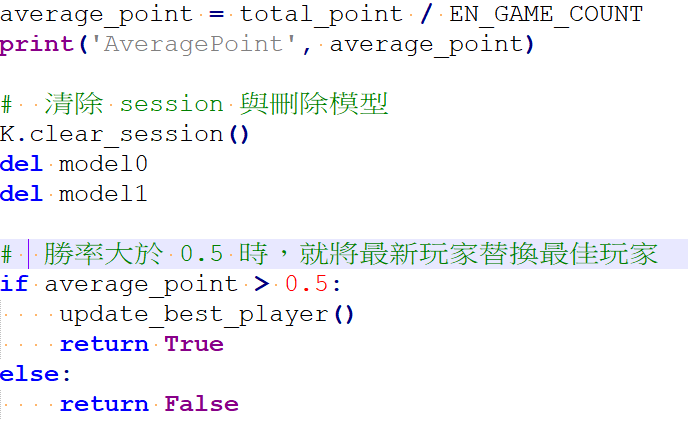 average_point = total_point / EN_GAME_COUNT
print('AveragePoint', average_point)
# 清除 session 與刪除模型
K.clear_session()
del model0
del model1
# 勝率大於 0.5 時，就將最新玩家替換最佳玩家
if average_point > 0.5:
    update_best_player()
    return True
else:
    return False